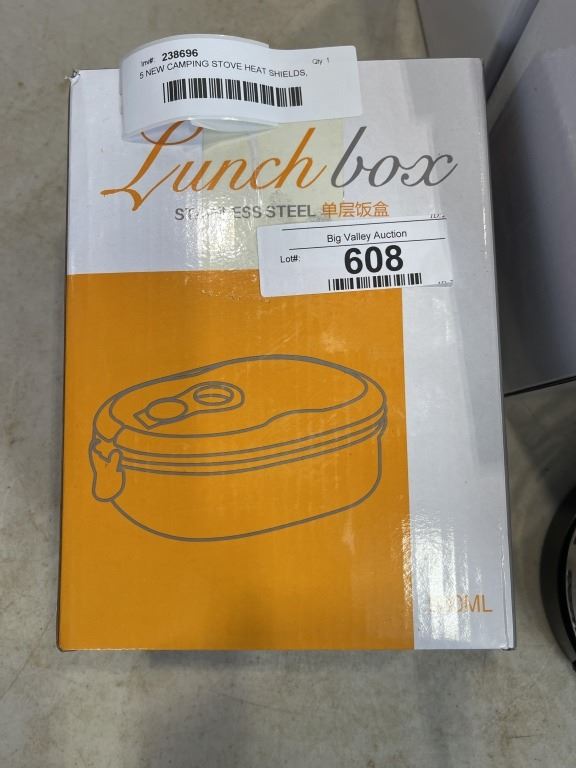 Inv#: 238696 Qty 1
5 NEW CAMPING STOVE HEAT SHIELDS,
Lunch box
STAINLESS STEEL 单层饭盒
Big Valley Auction
Lot#: 608